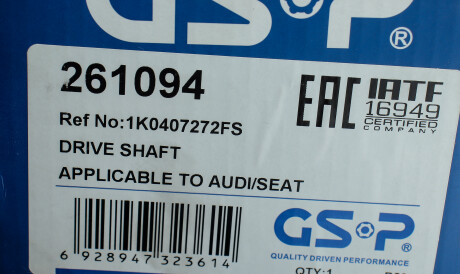 GSP®
261094
EAC IATF
16949
CERTIFIED
COMPANY
Ref No:1K0407272FS
DRIVE SHAFT
APPLICABLE TO AUDI/SEAT
GSP®
QUALITY DRIVEN PERFORMANCE
6 928947 323614
QTY:1